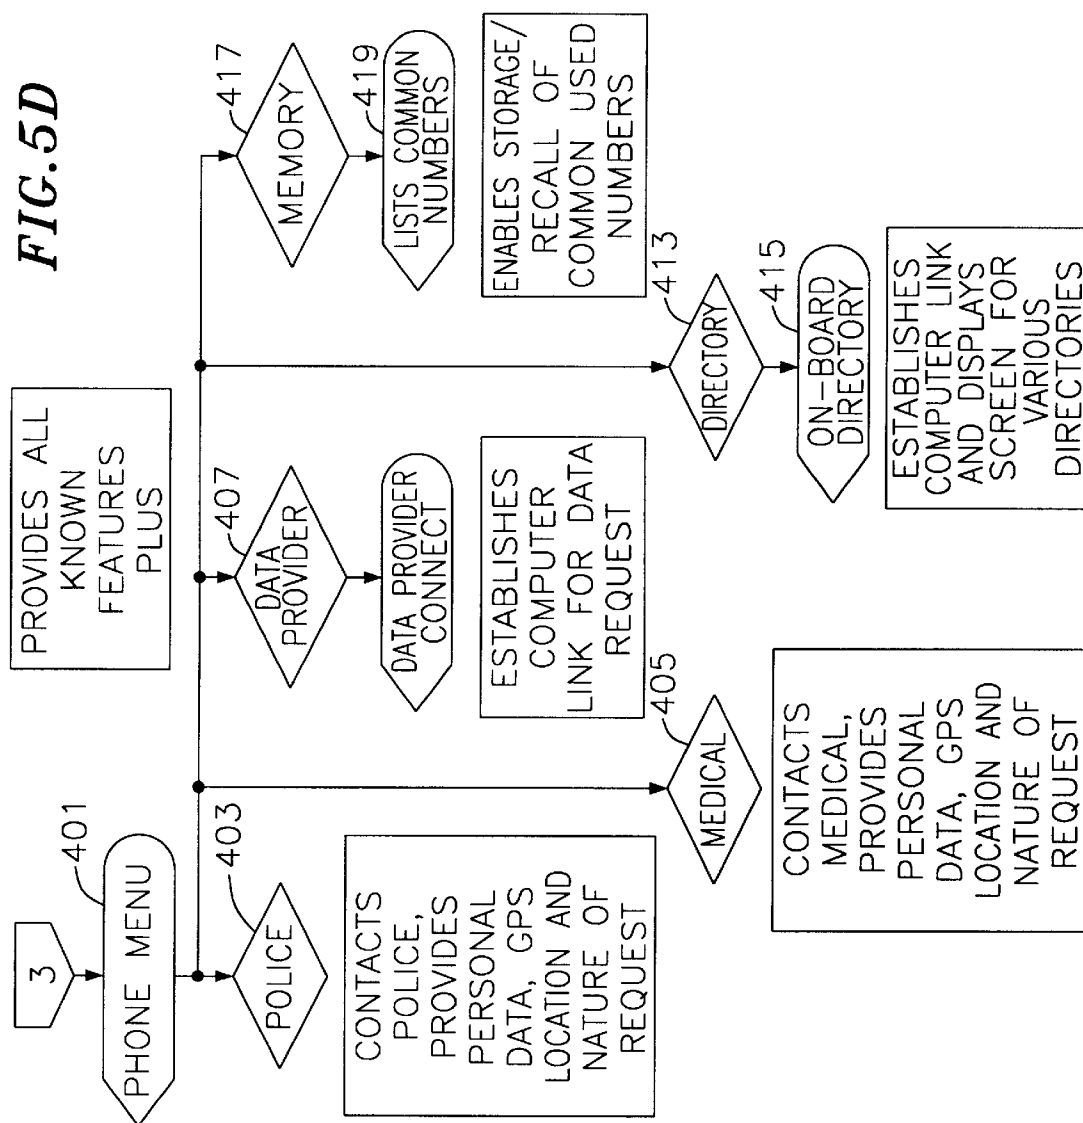 FIG.5D
PROVIDES ALL
KNOWN
FEATURES
PLUS
3
401
PHONE MENU
403
POLICE
CONTACTS
POLICE,
PROVIDES
PERSONAL
DATA, GPS
LOCATION AND
NATURE OF
REQUEST
405
MEDICAL
CONTACTS
MEDICAL,
PROVIDES
PERSONAL
DATA, GPS
LOCATION AND
NATURE OF
REQUEST
407
DATA
PROVIDER
DATA PROVIDER
CONNECT
ESTABLISHES
COMPUTER
LINK FOR DATA
REQUEST
413
DIRECTORY
415
ON-BOARD
DIRECTORY
ESTABLISHES
COMPUTER LINK
AND DISPLAYS
SCREEN FOR
VARIOUS
DIRECTORIES
417
MEMORY
419
LISTS COMMON
NUMBERS
ENABLES STORAGE/
RECALL OF
COMMON USED
NUMBERS